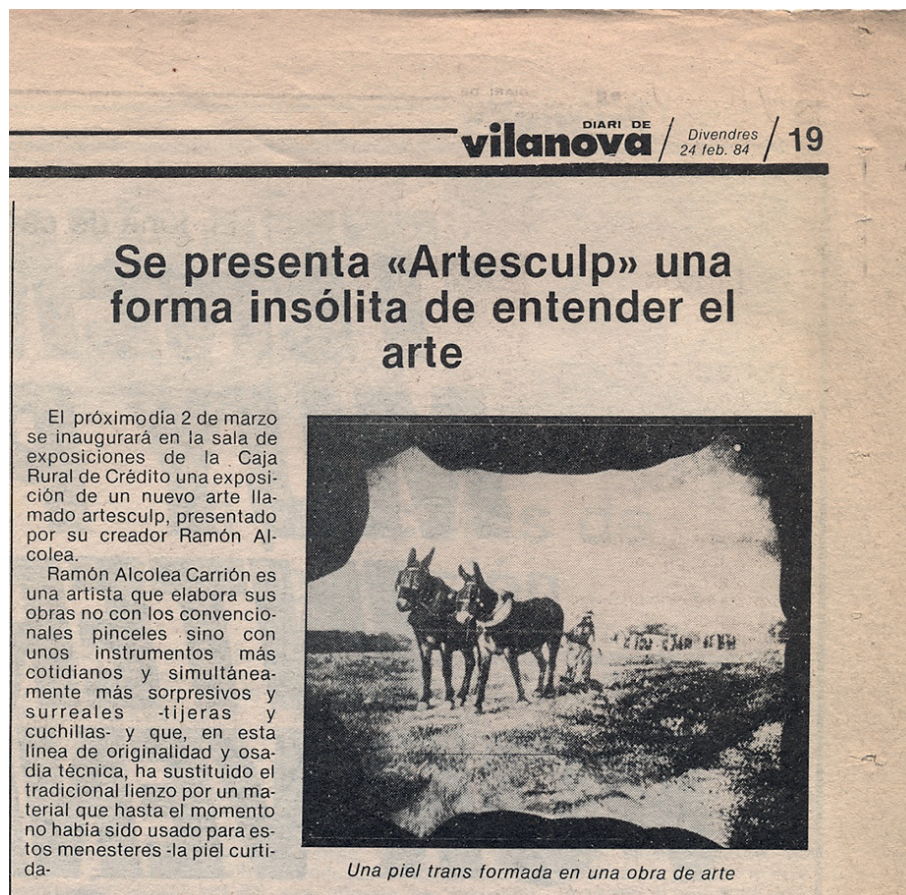 DIARI DE
vilanova / Divendres / 19
24 feb. 84
Se presenta «Artesculp» una
forma insólita de entender el
arte
El próximo día 2 de marzo
se inaugurará en la sala de
exposiciones de la Caja
Rural de Crédito una exposi-
ción de un nuevo arte lla-
mado artesculp, presentado
por su creador Ramón Al-
colea.
Ramón Alcolea Carrión es
una artista que elabora sus
obras no con los convencio-
nales pinceles sino con
unos instrumentos más
cotidianos y simultánea-
mente más sorpresivos y
surreales -tijeras y
cuchillas- y que, en esta
línea de originalidad y osa-
día técnica, ha sustituido el
tradicional lienzo por un ma-
terial que hasta el momento
no había sido usado para es-
tos menesteres -la piel curti-
da-
Una piel trans formada en una obra de arte